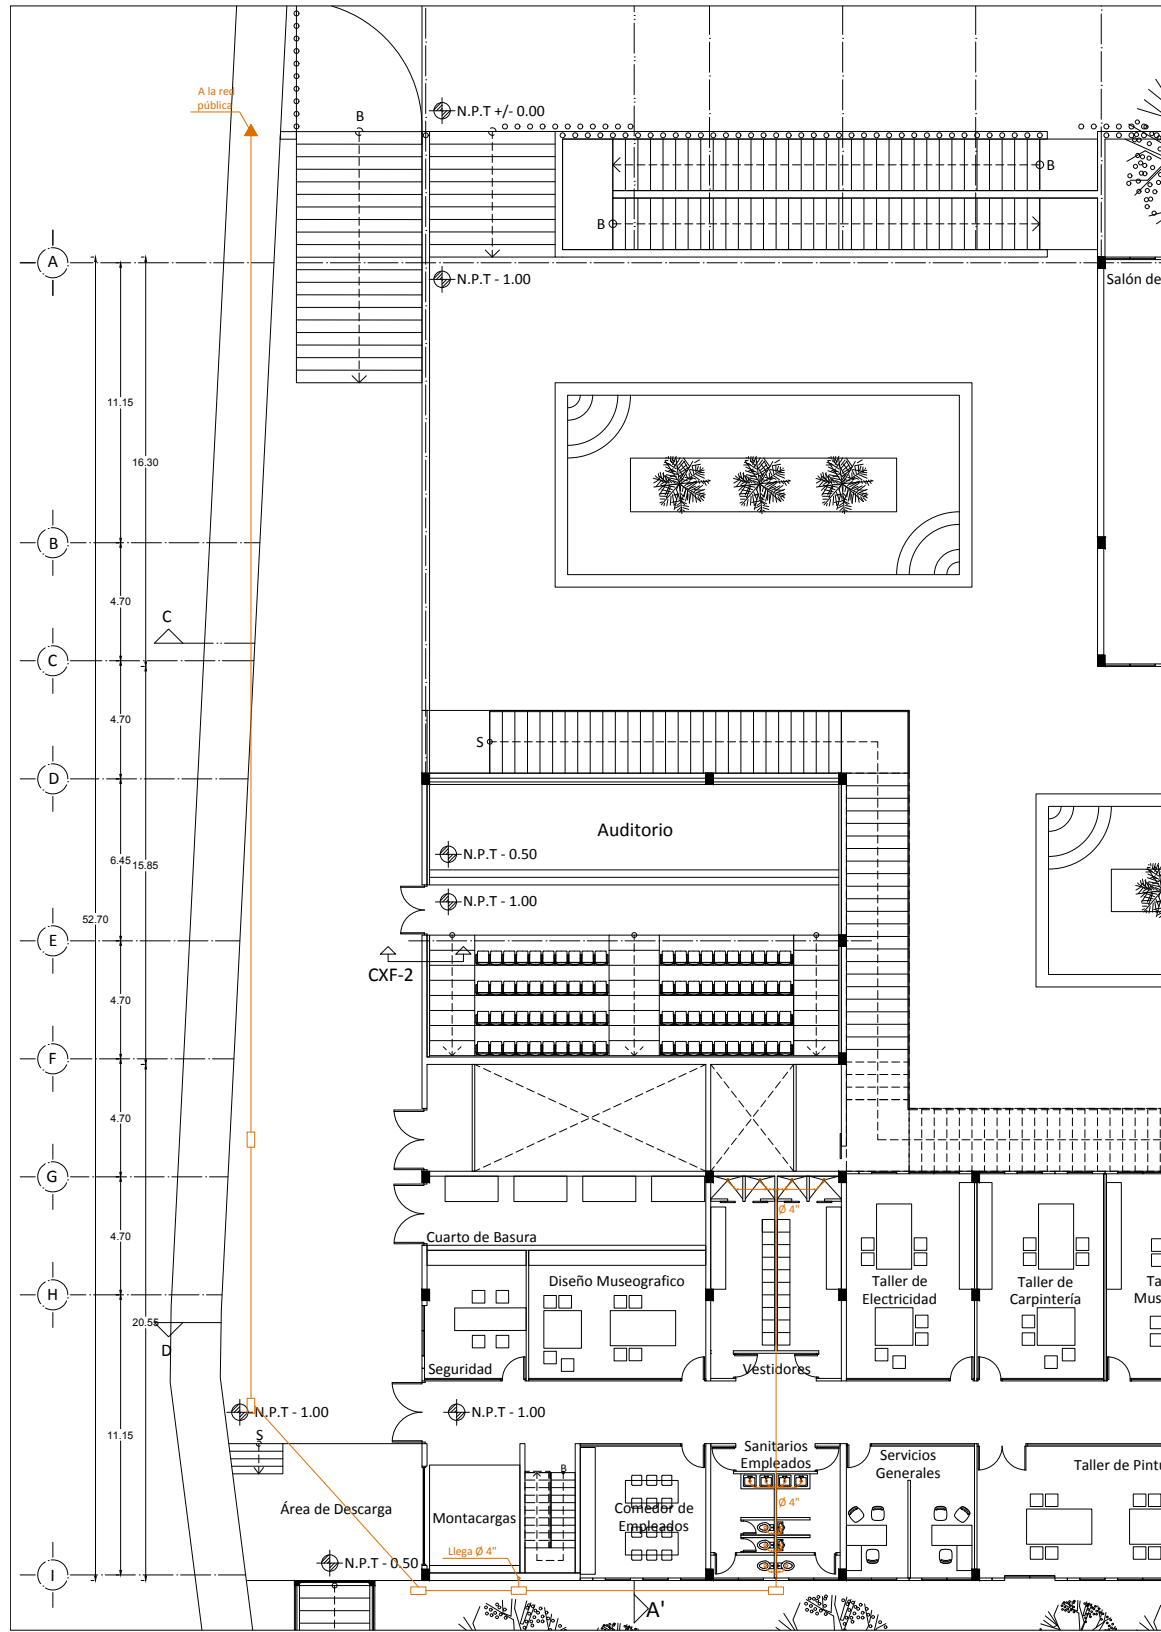 A la red
pública
B
N.P.T +/- 0.00
B
B
A
N.P.T - 1.00
Salón de
11.15
16.30
B
4.70
C
C
4.70
S
D
Auditorio
6.45
15.85
N.P.T - 0.50
N.P.T - 1.00
52.70
E
CXF-2
4.70
F
4.70
G
Ø 4"
4.70
Cuarto de Basura
Diseño Museografico
Taller de
Electricidad
Taller de
Carpintería
Ta
Mus
H
20.55
D
Seguridad
Vestidores
N.P.T - 1.00
N.P.T - 1.00
11.15
S
Sanitarios
Empleados
Servicios
Generales
Taller de Pintu
B
Área de Descarga
Montacargas
Comedor de
Empleados
Ø 4"
Llega Ø 4"
N.P.T - 0.50
I
A'